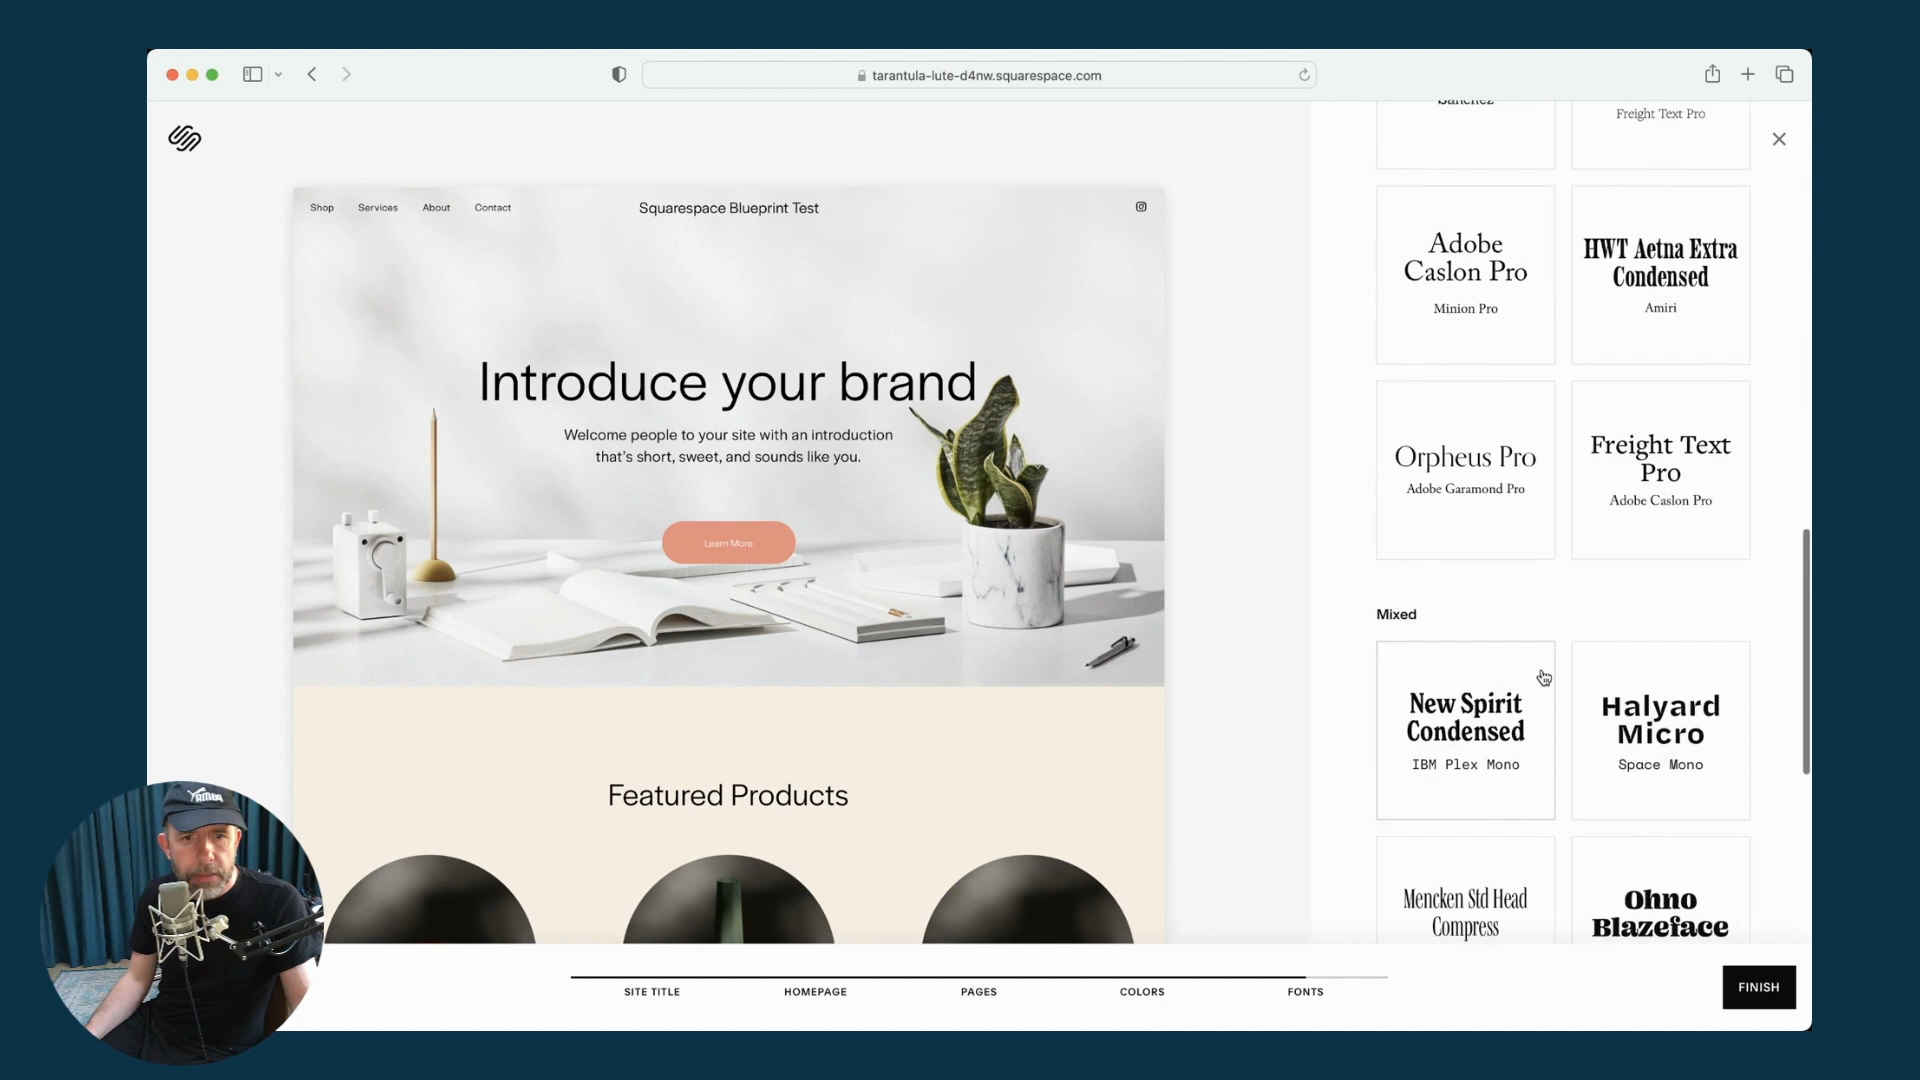 tarantula-lute-d4nw.squarespace.com
Sanchez
Freight Text Pro
Shop Services About Contact
Squarespace Blueprint Test
Introduce your brand
Welcome people to your site with an introduction
that's short, sweet, and sounds like you.
Learn More
Featured Products
Adobe
Caslon Pro
Minion Pro
HWT Aetna Extra
Condensed
Amiri
Orpheus Pro
Adobe Garamond Pro
Freight Text
Pro
Adobe Caslon Pro
Mixed
New Spirit
Condensed
IBM Plex Mono
Halyard
Micro
Space Mono
Mencken Std Head
Compress
Ohno
Blazeface
SITE TITLE
HOMEPAGE
PAGES
COLORS
FONTS
FINISH